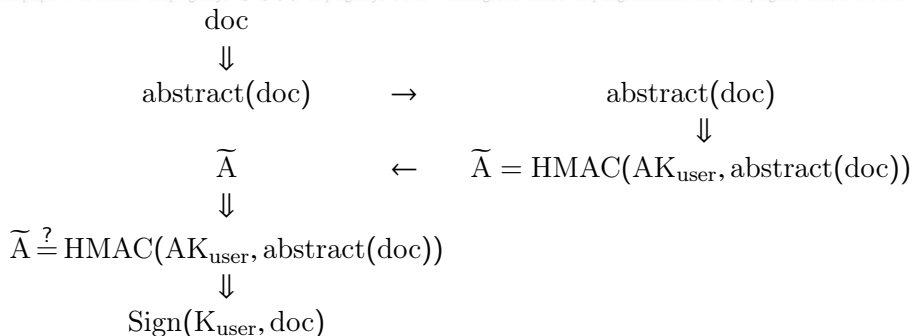 doc
⇓
abstract(doc) → abstract(doc)
⇓
Ã ← Ã = HMAC(AK_user, abstract(doc))
⇓
Ã ≟ HMAC(AK_user, abstract(doc))
⇓
Sign(K_user, doc)